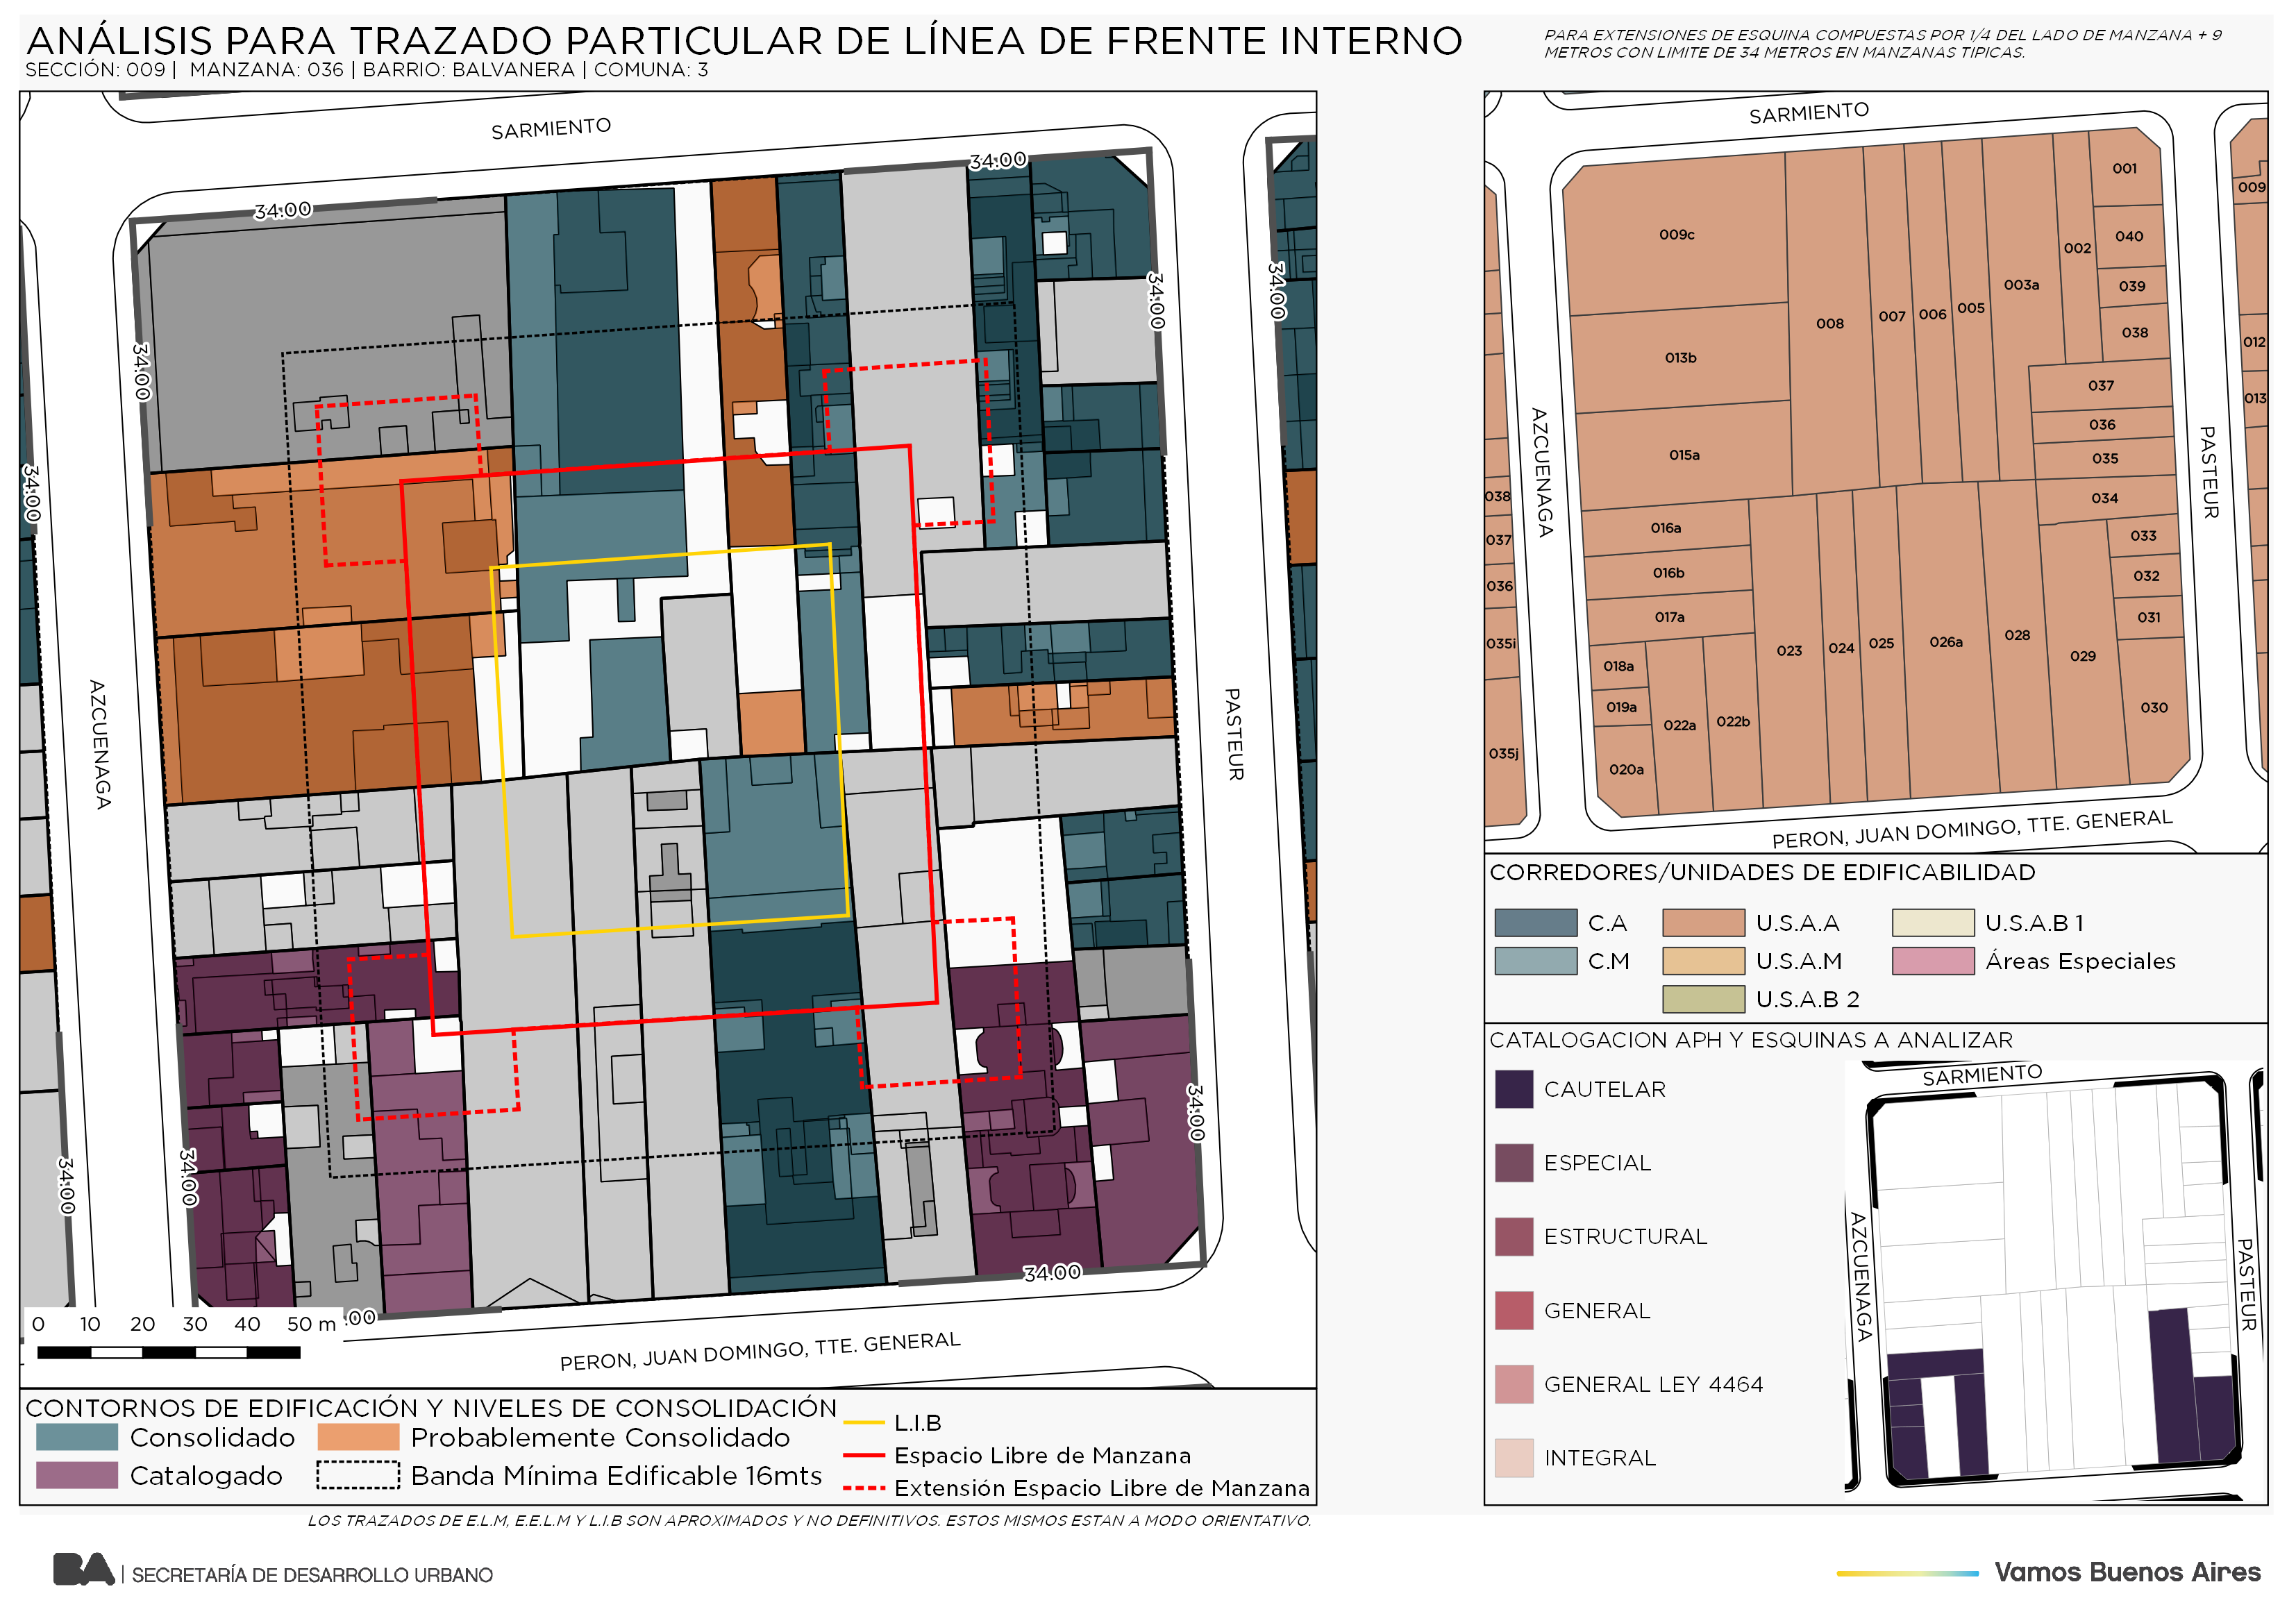 ANÁLISIS PARA TRAZADO PARTICULAR DE LÍNEA DE FRENTE INTERNO
SECCIÓN: 009 | MANZANA: 036 | BARRIO: BALVANERA | COMUNA: 3
PARA EXTENSIONES DE ESQUINA COMPUESTAS POR 1/4 DEL LADO DE MANZANA + 9
METROS CON LIMITE DE 34 METROS EN MANZANAS TIPICAS.
SARMIENTO
34.00
34.00
34.00
34.00
34.00
34.00
AZCUENAGA
PASTEUR
34.00
34.00
34.00
34.00
.00
0 10 20 30 40 50 m
PERON, JUAN DOMINGO, TTE. GENERAL
CONTORNOS DE EDIFICACIÓN Y NIVELES DE CONSOLIDACIÓN
Consolidado
Probablemente Consolidado
Catalogado
Banda Mínima Edificable 16mts
L.I.B
Espacio Libre de Manzana
Extensión Espacio Libre de Manzana
LOS TRAZADOS DE E.L.M, E.E.L.M Y L.I.B SON APROXIMADOS Y NO DEFINITIVOS. ESTOS MISMOS ESTAN A MODO ORIENTATIVO.
SARMIENTO
001
009
009c
040
002
039
003a
005
006
007
008
038
012
013b
037
013
036
015a
035
AZCUENAGA
PASTEUR
038
034
016a
033
037
016b
032
036
017a
031
035i
018a
023
024
025
026a
028
029
019a
022a
022b
030
035j
020a
PERON, JUAN DOMINGO, TTE. GENERAL
CORREDORES/UNIDADES DE EDIFICABILIDAD
C.A
U.S.A.A
U.S.A.B 1
C.M
U.S.A.M
Áreas Especiales
U.S.A.B 2
CATALOGACION APH Y ESQUINAS A ANALIZAR
CAUTELAR
ESPECIAL
ESTRUCTURAL
GENERAL
GENERAL LEY 4464
INTEGRAL
SARMIENTO
AZCUENAGA
PASTEUR
BA | SECRETARÍA DE DESARROLLO URBANO
Vamos Buenos Aires